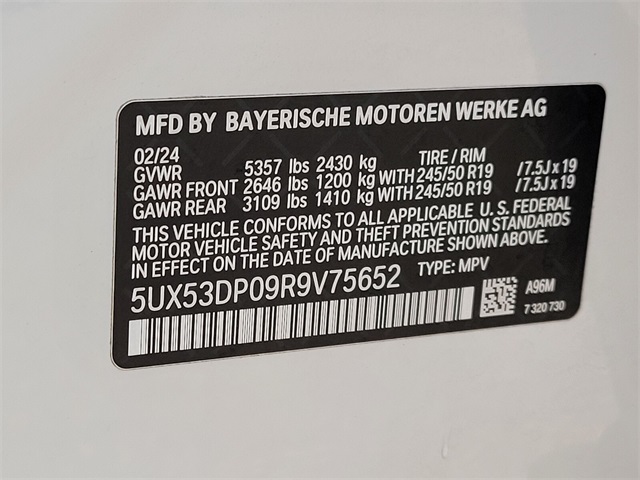 MFD BY BAYERISCHE MOTOREN WERKE AG
02/24 TIRE / RIM
GVWR 5357 lbs 2430 kg
GAWR FRONT 2646 lbs 1200 kg WITH 245/50 R19 /7.5J x 19
GAWR REAR 3109 lbs 1410 kg WITH 245/50 R19 /7.5J x 19
THIS VEHICLE CONFORMS TO ALL APPLICABLE U. S. FEDERAL
MOTOR VEHICLE SAFETY AND THEFT PREVENTION STANDARDS
IN EFFECT ON THE DATE OF MANUFACTURE SHOWN ABOVE.
5UX53DP09R9V75652 TYPE: MPV
A96M
7 320 730